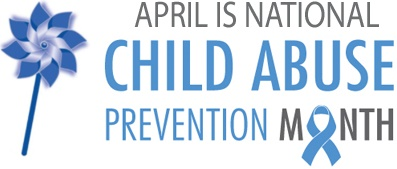 APRIL IS NATIONAL
CHILD ABUSE
PREVENTION MONTH